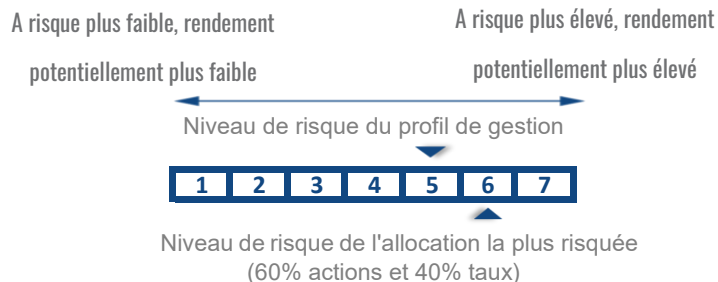 A risque plus faible, rendement
potentiellement plus faible
A risque plus élevé, rendement
potentiellement plus élevé
Niveau de risque du profil de gestion
1 2 3 4 5 6 7
Niveau de risque de l'allocation la plus risquée
(60% actions et 40% taux)